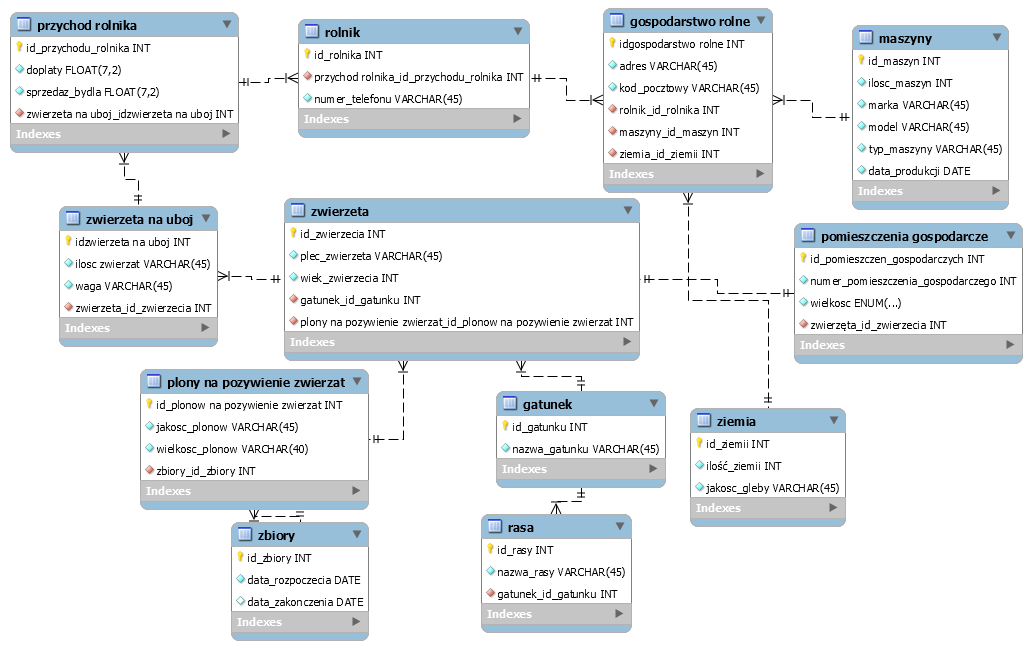 przychod rolnika
id_przychodu_rolnika INT
doplaty FLOAT(7,2)
sprzedaz_bydla FLOAT(7,2)
zwierzeta na uboj_idzwierzeta na uboj INT
Indexes
rolnik
id_rolnika INT
przychod rolnika_id_przychodu_rolnika INT
numer_telefonu VARCHAR(45)
Indexes
gospodarstwo rolne
idgospodarstwo rolne INT
adres VARCHAR(45)
kod_pocztowy VARCHAR(45)
rolnik_id_rolnika INT
maszyny_id_maszyn INT
ziemia_id_ziemii INT
Indexes
maszyny
id_maszyn INT
ilosc_maszyn INT
marka VARCHAR(45)
model VARCHAR(45)
typ_maszyny VARCHAR(45)
data_produkcji DATE
Indexes
zwierzeta na uboj
idzwierzeta na uboj INT
ilosc zwierzat VARCHAR(45)
waga VARCHAR(45)
zwierzeta_id_zwierzecia INT
Indexes
zwierzeta
id_zwierzecia INT
plec_zwierzeta VARCHAR(45)
wiek_zwierzecia INT
gatunek_id_gatunku INT
plony na pozywienie zwierzat_id_plonow na pozywienie zwierzat INT
Indexes
pomieszczenia gospodarcze
id_pomieszczen_gospodarczych INT
numer_pomieszczenia_gospodarczego INT
wielkosc ENUM(...)
zwierzęta_id_zwierzecia INT
Indexes
plony na pozywienie zwierzat
id_plonow na pozywienie zwierzat INT
jakosc_plonow VARCHAR(45)
wielkosc_plonow VARCHAR(40)
zbiory_id_zbiory INT
Indexes
gatunek
id_gatunku INT
nazwa_gatunku VARCHAR(45)
Indexes
ziemia
id_ziemii INT
ilość_ziemii INT
jakosc_gleby VARCHAR(45)
Indexes
zbiory
id_zbiory INT
data_rozpoczecia DATE
data_zakonczenia DATE
Indexes
rasa
id_rasy INT
nazwa_rasy VARCHAR(45)
gatunek_id_gatunku INT
Indexes